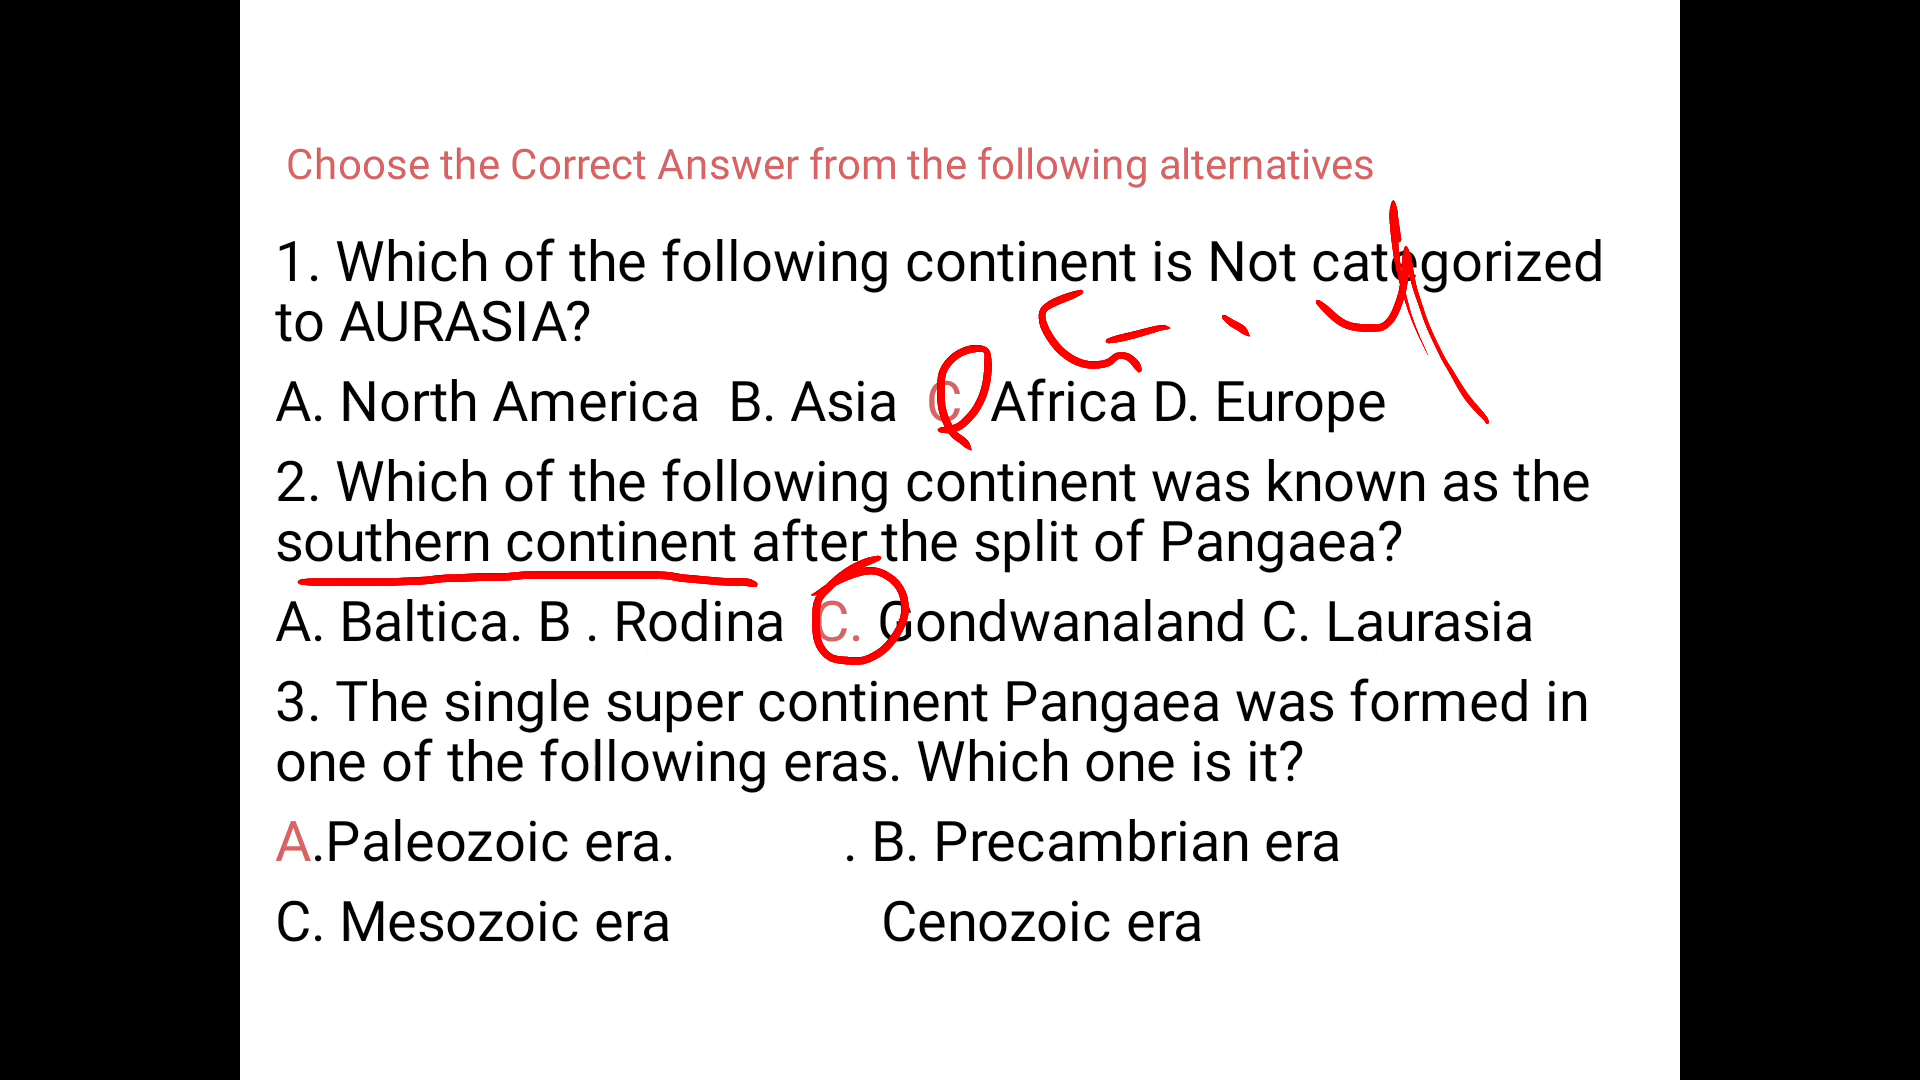 Choose the Correct Answer from the following alternatives
1. Which of the following continent is Not categorized
to AURASIA?
A. North America B. Asia C Africa D. Europe
2. Which of the following continent was known as the
southern continent after the split of Pangaea?
A. Baltica. B . Rodina C. Gondwanaland C. Laurasia
3. The single super continent Pangaea was formed in
one of the following eras. Which one is it?
A.Paleozoic era. . B. Precambrian era
C. Mesozoic era Cenozoic era